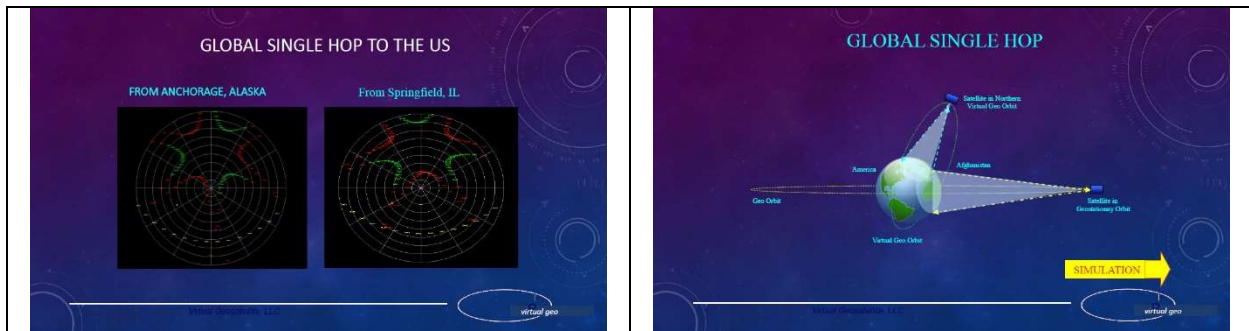 GLOBAL SINGLE HOP TO THE US
FROM ANCHORAGE, ALASKA
From Springfield, IL
Virtual Geosatellite, LLC
virtual geo
GLOBAL SINGLE HOP
Satellite in Northern
Virtual Geo Orbit
America
Afghanistan
Geo Orbit
Satellite in
Geostationary Orbit
Virtual Geo Orbit
SIMULATION
Virtual Geosatellite, LLC
virtual geo